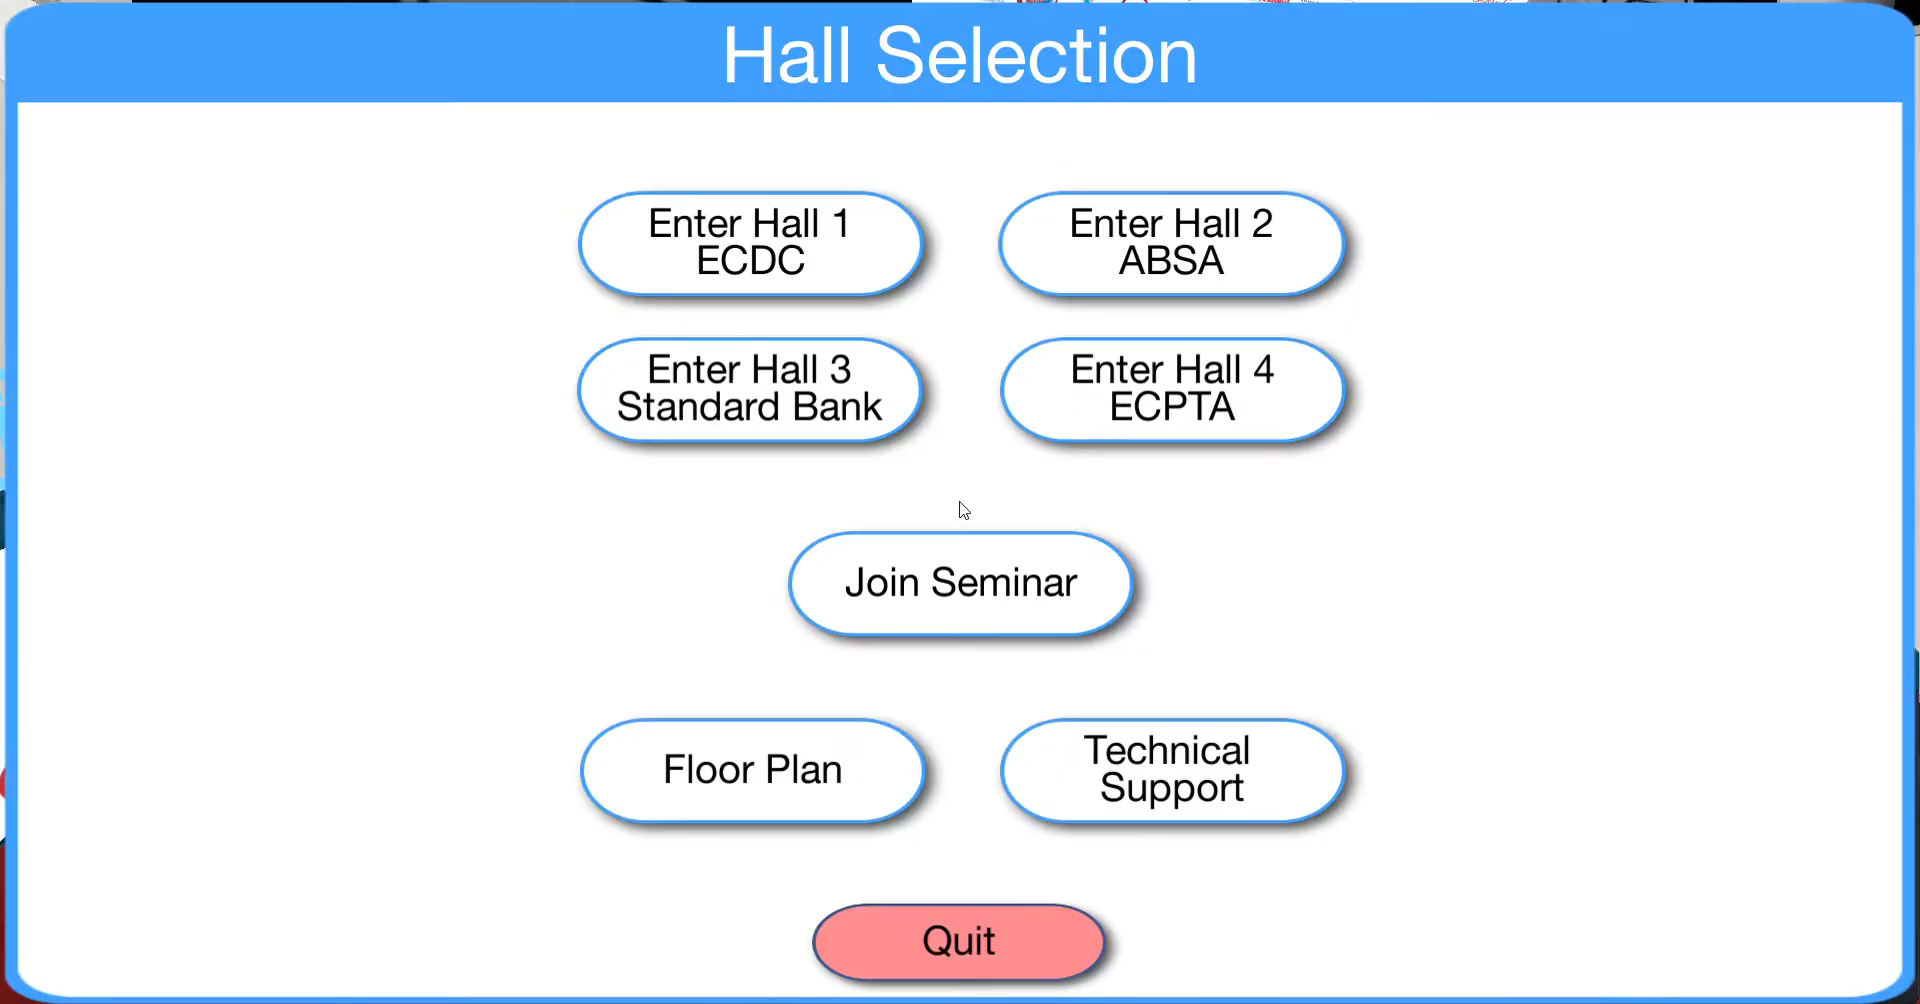 Hall Selection
Enter Hall 1
ECDC
Enter Hall 2
ABSA
Enter Hall 3
Standard Bank
Enter Hall 4
ECPTA
Join Seminar
Floor Plan
Technical
Support
Quit